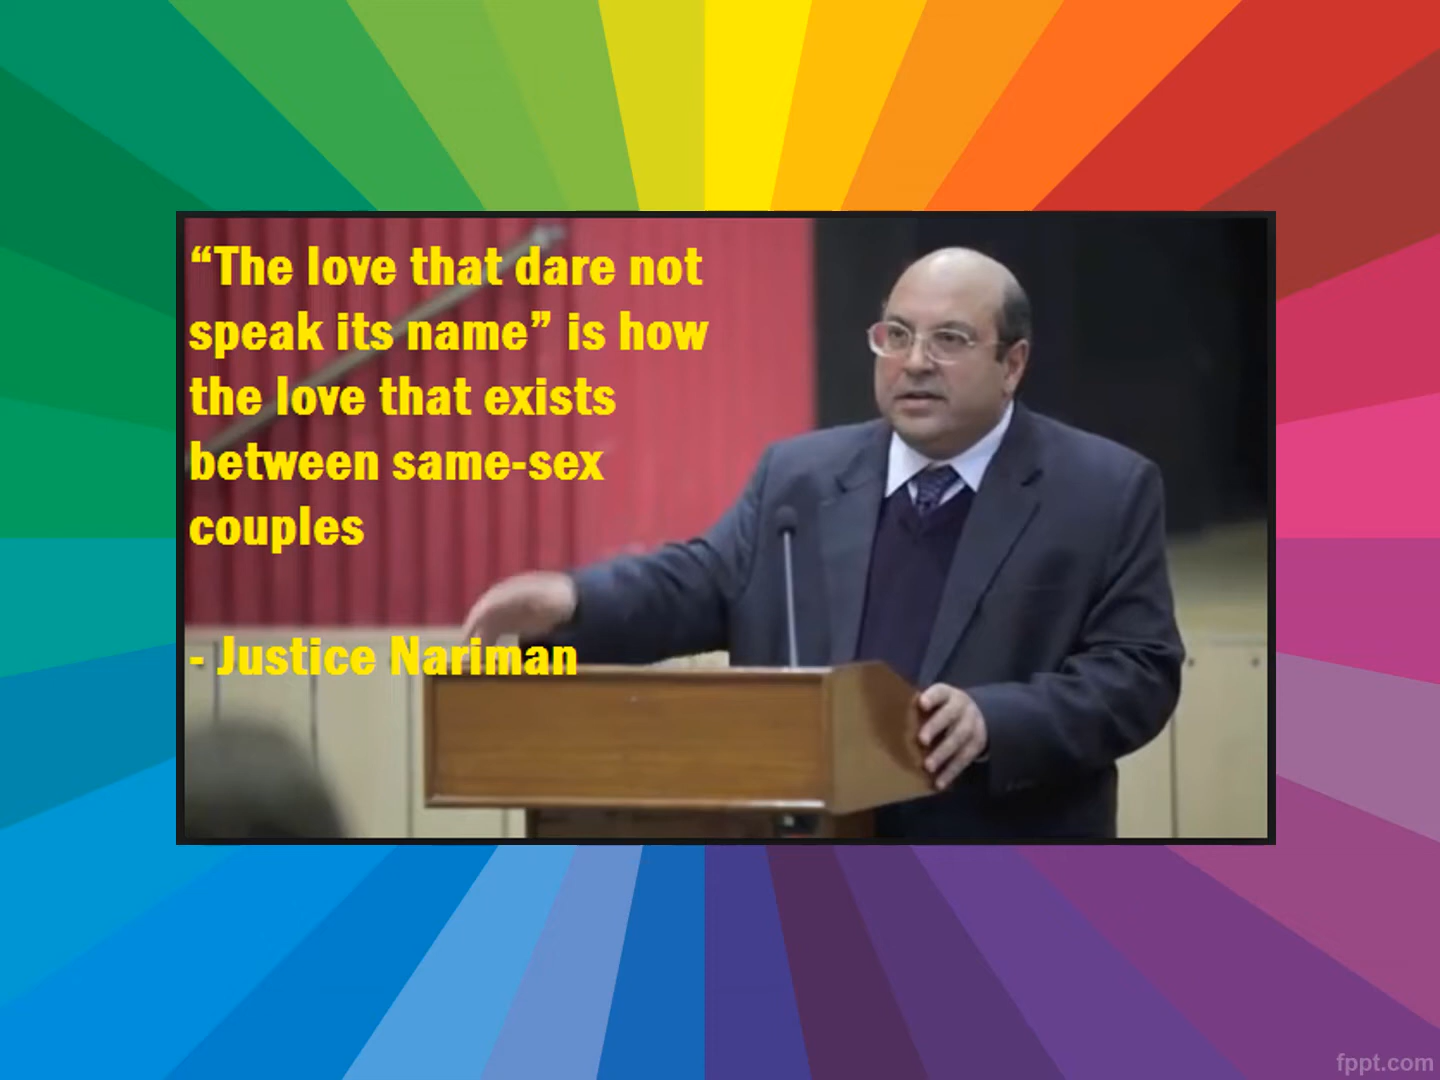 “The love that dare not
speak its name” is how
the love that exists
between same-sex
couples
- Justice Nariman
fppt.com